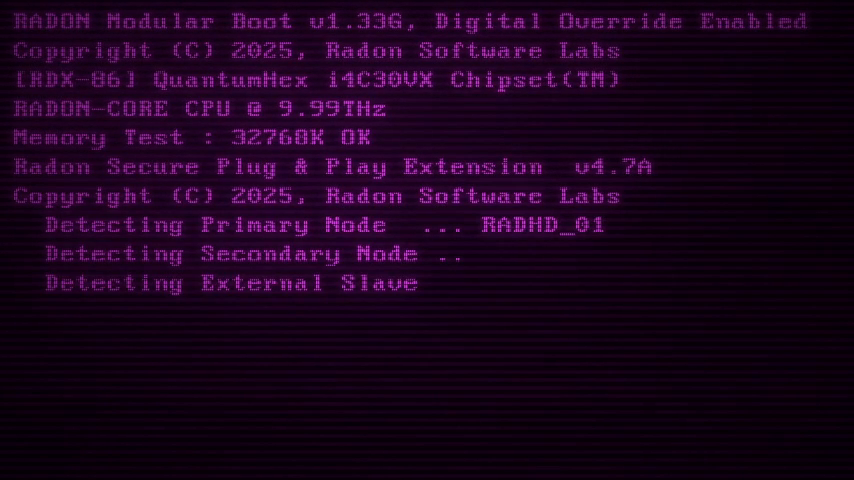 RADON Modular Boot v1.33G, Digital Override Enabled
Copyright (C) 2025, Radon Software Labs
[RDX-86] QuantumHex i4C30VX Chipset(TM)
RADON-CORE CPU @ 9.99THz
Memory Test : 32768K OK
Radon Secure Plug & Play Extension  v4.7A
Copyright (C) 2025, Radon Software Labs
Detecting Primary Node  ... RADHD_01
Detecting Secondary Node ..
Detecting External Slave